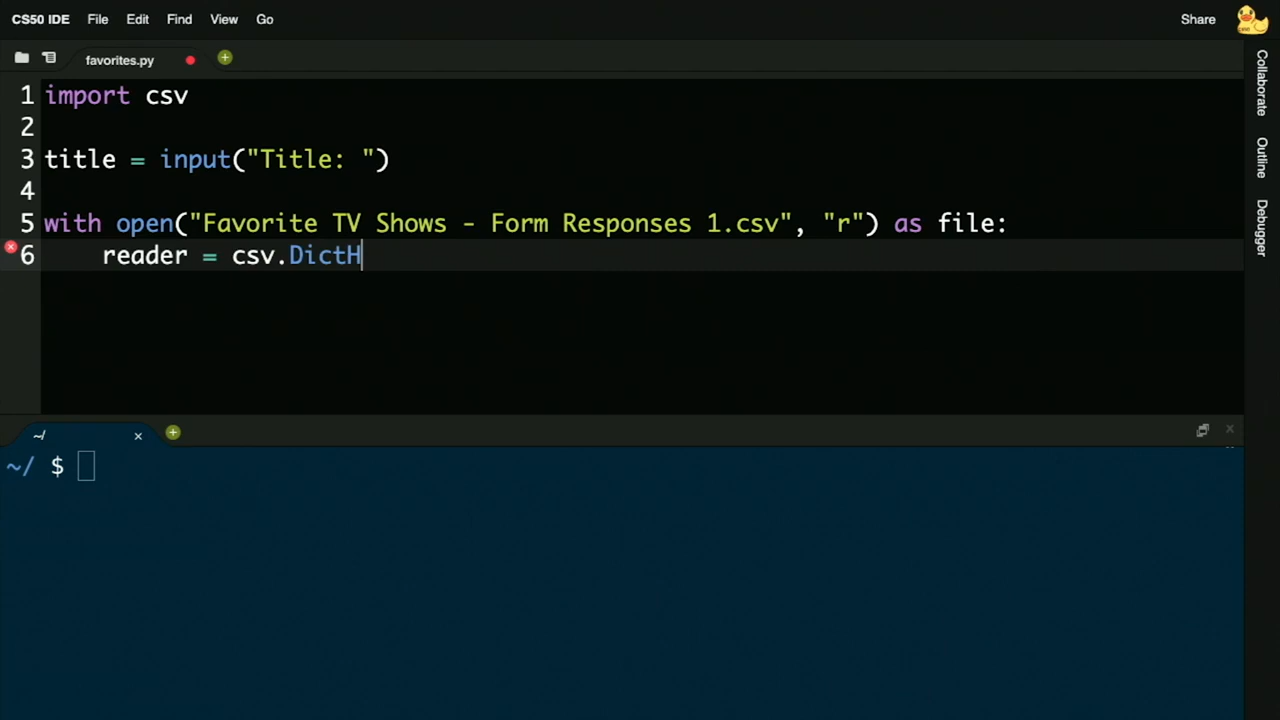 CS50 IDE File Edit Find View Go Share
favorites.py
1 import csv
2
3 title = input("Title: ")
4
5 with open("Favorite TV Shows - Form Responses 1.csv", "r") as file:
6     reader = csv.DictH
~/
~/ $
Collaborate
Outline
Debugger